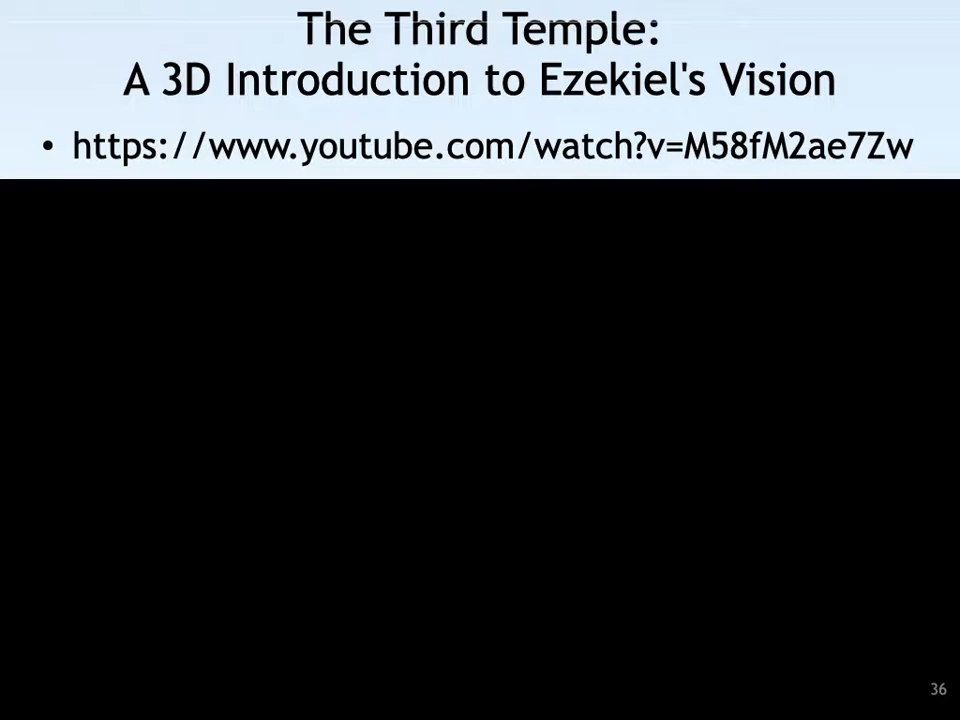 The Third Temple:
A 3D Introduction to Ezekiel's Vision
• https://www.youtube.com/watch?v=M58fM2ae7Zw
36